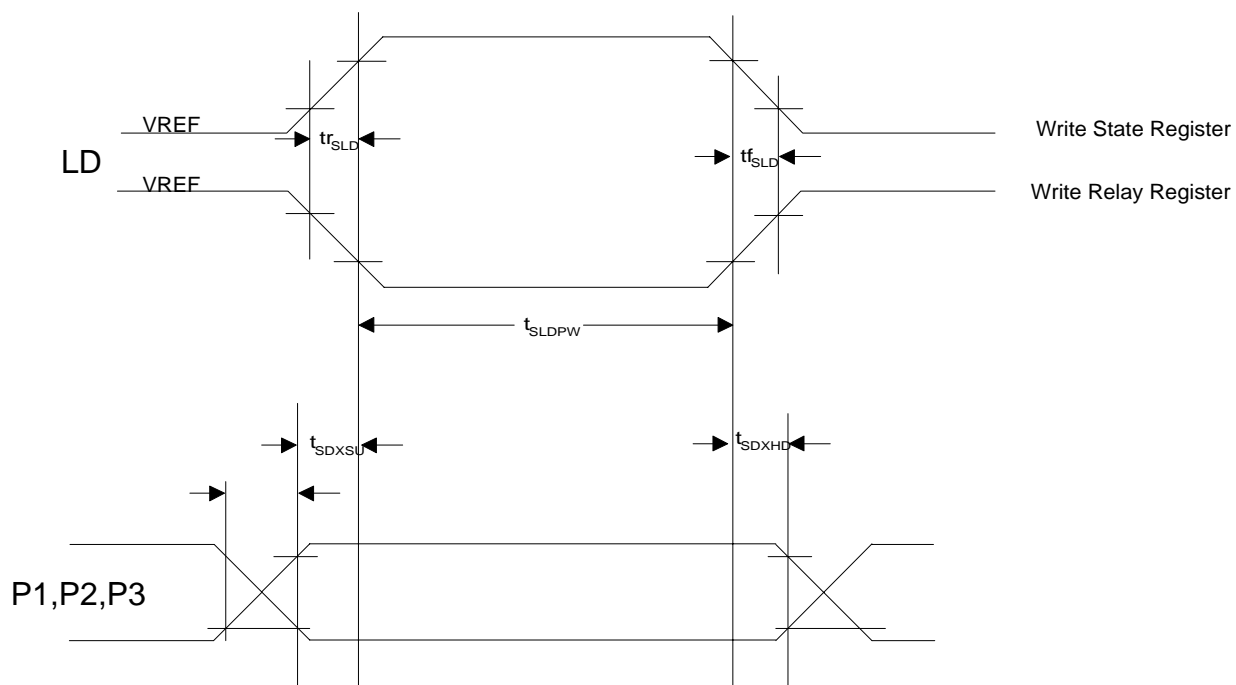 VREF
tr_SLD
tf_SLD
Write State Register
LD
VREF
Write Relay Register
t_SLDPW
t_SDXSU
t_SDXHD
P1,P2,P3